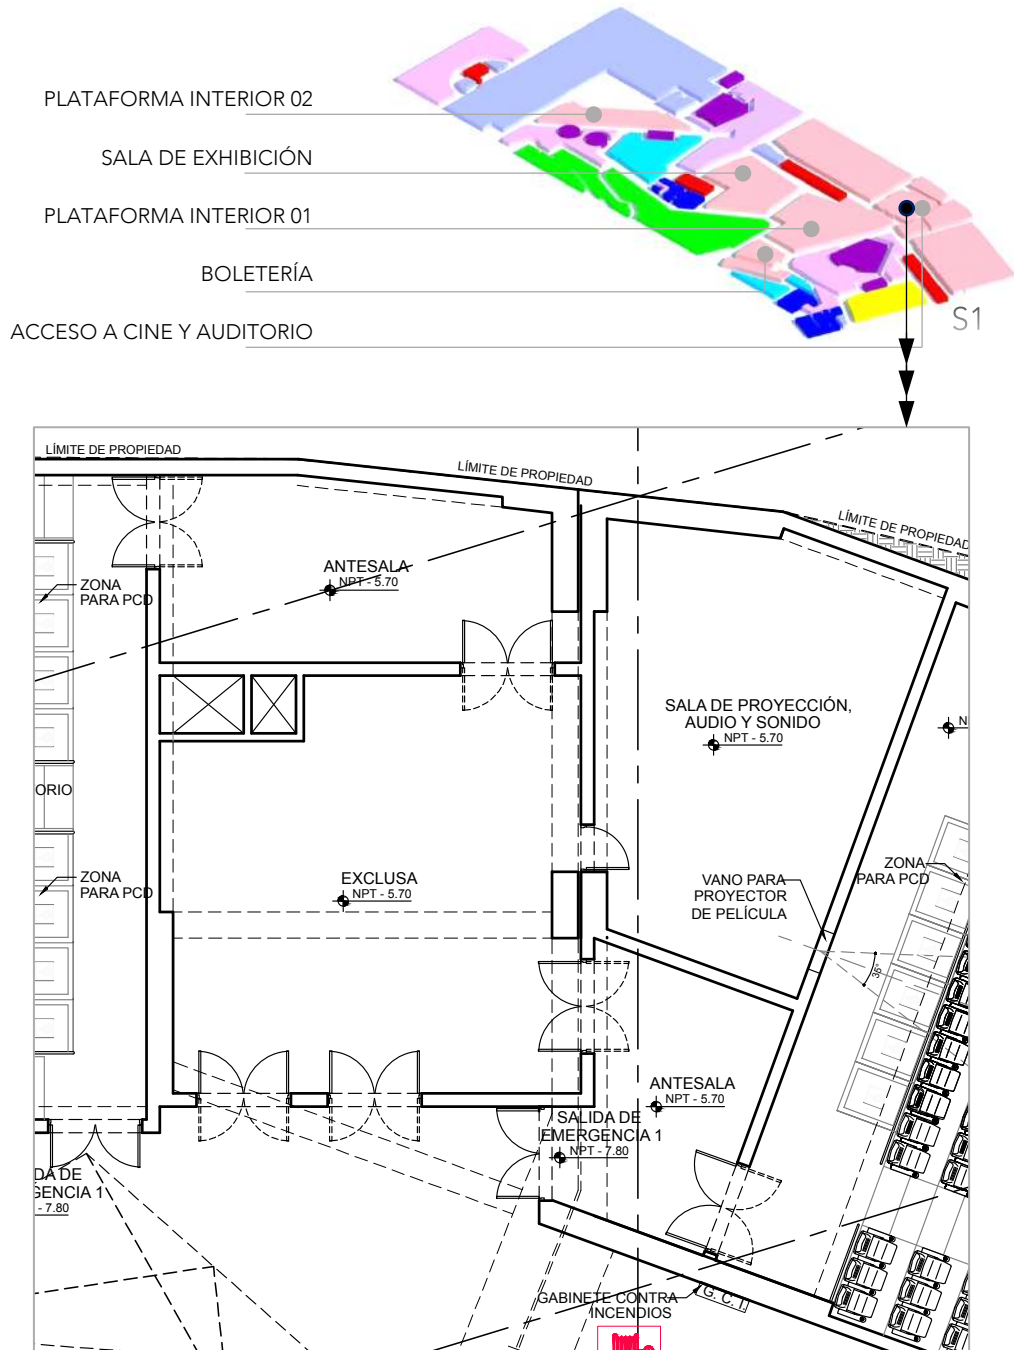 PLATAFORMA INTERIOR 02
SALA DE EXHIBICIÓN
PLATAFORMA INTERIOR 01
BOLETERÍA
ACCESO A CINE Y AUDITORIO
S1
LÍMITE DE PROPIEDAD
LÍMITE DE PROPIEDAD
LÍMITE DE PROPIEDAD
ANTESALA
NPT - 5.70
ZONA
PARA PCD
SALA DE PROYECCIÓN,
AUDIO Y SONIDO
NPT - 5.70
N
ORIO
ZONA
PARA PCD
EXCLUSA
NPT - 5.70
VANO PARA
PROYECTOR
DE PELÍCULA
ZONA
PARA PCD
35°
ANTESALA
NPT - 5.70
SALIDA DE
EMERGENCIA 1
NPT - 7.80
DA DE
GENCIA 1
- 7.80
GABINETE CONTRA
INCENDIOS
G. C. I.